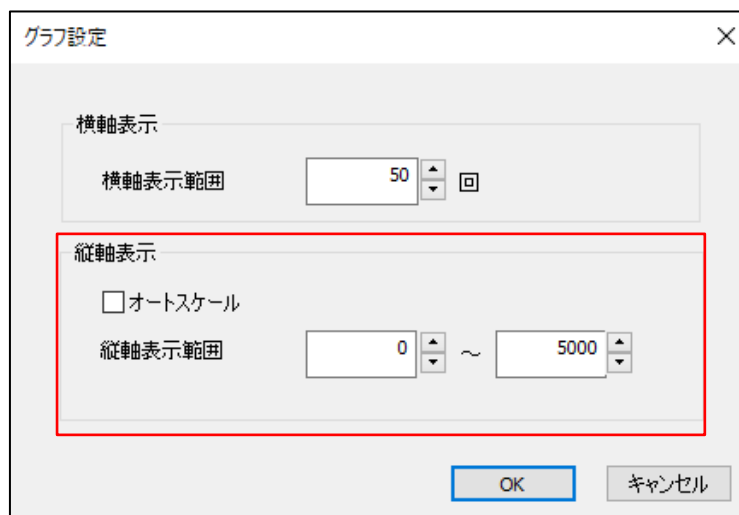 グラフ設定
横軸表示
横軸表示範囲 50 回
縦軸表示
オートスケール
縦軸表示範囲 0 ～ 5000
OK キャンセル